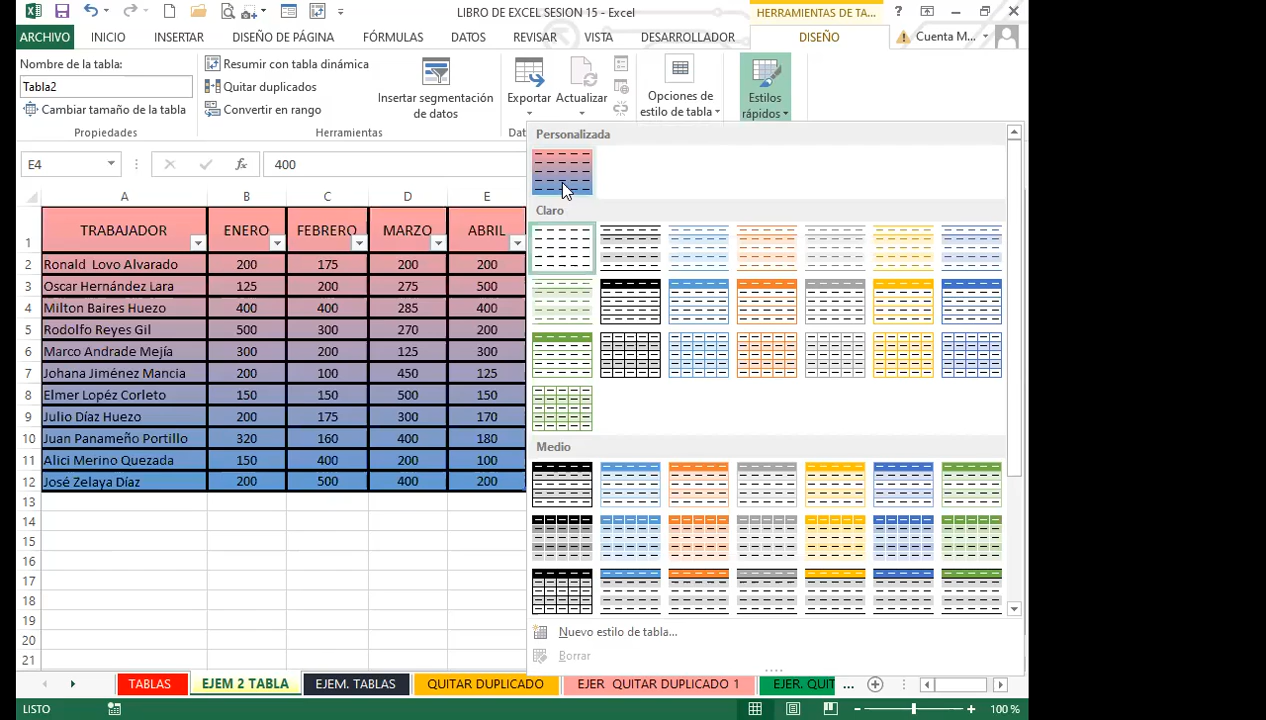 LIBRO DE EXCEL SESION 15 - Excel
HERRAMIENTAS DE TA...
?
ARCHIVO INICIO INSERTAR DISEÑO DE PÁGINA FÓRMULAS DATOS REVISAR VISTA DESARROLLADOR DISEÑO Cuenta M...
Nombre de la tabla:
Tabla2
Cambiar tamaño de la tabla
Propiedades
Resumir con tabla dinámica
Quitar duplicados
Convertir en rango
Insertar segmentación
de datos
Herramientas
Exportar
Actualizar
Opciones de
estilo de tabla
Estilos
rápidos
E4 fx 400
Personalizada
Claro
Medio
Nuevo estilo de tabla...
Borrar
A B C D E
1 TRABAJADOR ENERO FEBRERO MARZO ABRIL
2 Ronald Lovo Alvarado 200 175 200 200
3 Oscar Hernández Lara 125 200 275 500
4 Milton Baires Huezo 400 400 285 400
5 Rodolfo Reyes Gil 500 300 270 200
6 Marco Andrade Mejía 300 200 125 300
7 Johana Jiménez Mancia 200 100 450 125
8 Elmer Lopéz Corleto 150 150 500 150
9 Julio Díaz Huezo 200 175 300 170
10 Juan Panameño Portillo 320 160 400 180
11 Alici Merino Quezada 150 400 200 100
12 José Zelaya Díaz 200 500 400 200
13
14
15
16
17
18
19
20
21
TABLAS EJEM 2 TABLA EJEM. TABLAS QUITAR DUPLICADO EJER QUITAR DUPLICADO 1 EJER. QUIT ...
LISTO 100 %